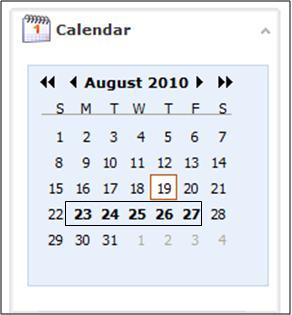 1 Calendar
August 2010
S M T W T F S
1 2 3 4 5 6 7
8 9 10 11 12 13 14
15 16 17 18 19 20 21
22 23 24 25 26 27 28
29 30 31 1 2 3 4